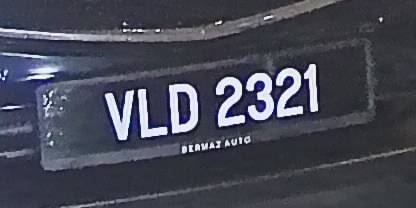 VLD 2321
BERMAZ AUTO